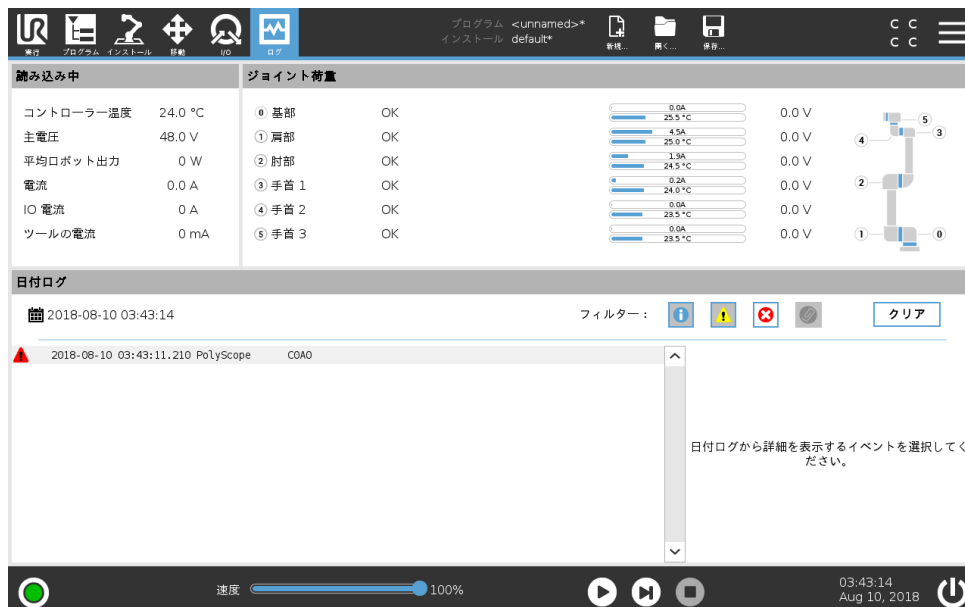 プログラム <unnamed>*
インストール default*
C C
C C
実行 プログラム インストール 移動 I/O ログ 新規... 開く... 保存...
読み込み中
ジョイント荷重
コントローラー温度 24.0 °C
主電圧 48.0 V
平均ロボット出力 0 W
電流 0.0 A
IO 電流 0 A
ツールの電流 0 mA
0 基部 OK 0.0A 25.5 °C 0.0 V
1 肩部 OK 4.5A 25.0 °C 0.0 V
2 肘部 OK 1.9A 24.5 °C 0.0 V
3 手首 1 OK 0.2A 24.0 °C 0.0 V
4 手首 2 OK 0.0A 23.5 °C 0.0 V
5 手首 3 OK 0.0A 23.5 °C 0.0 V
5
4 3
2
1 0
日付ログ
2018-08-10 03:43:14
フィルター :
クリア
2018-08-10 03:43:11.210 PolyScope C0A0
日付ログから詳細を表示するイベントを選択してく
ださい。
速度 100%
03:43:14
Aug 10, 2018